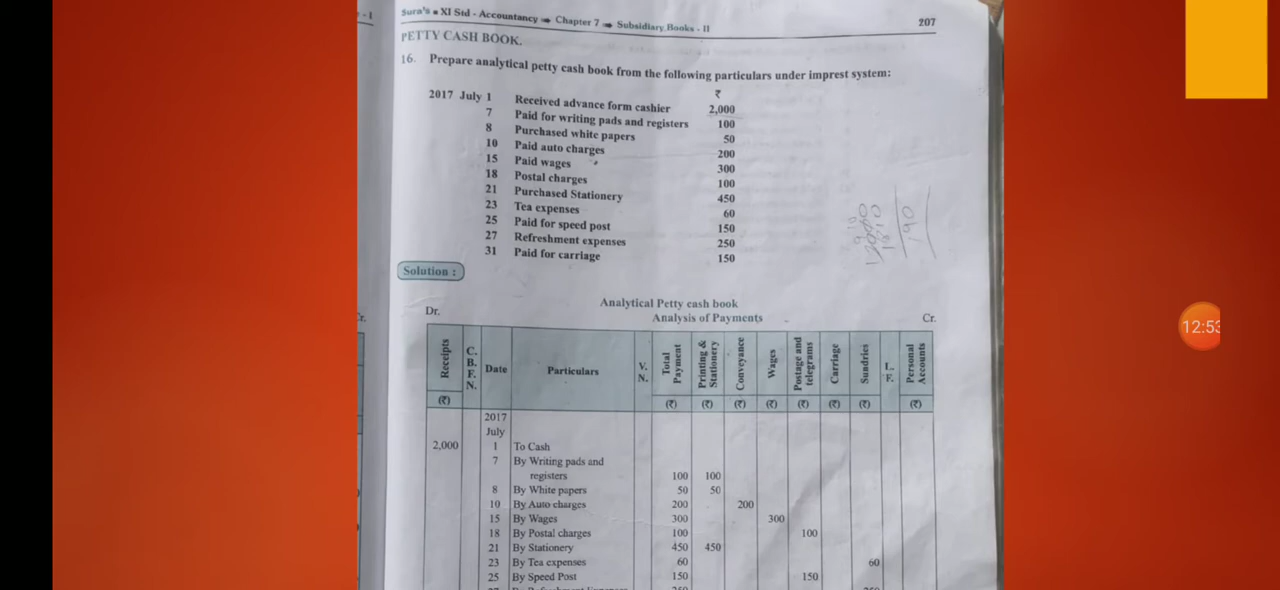 Sura's ● XI Std - Accountancy ➠ Chapter 7 ➠ Subsidiary Books - II 207
PETTY CASH BOOK.
16. Prepare analytical petty cash book from the following particulars under imprest system:
₹
2017 July 1 Received advance form cashier 2,000
7 Paid for writing pads and registers 100
8 Purchased white papers 50
10 Paid auto charges 200
15 Paid wages 300
18 Postal charges 100
21 Purchased Stationery 450
23 Tea expenses 60
25 Paid for speed post 150
27 Refreshment expenses 250
31 Paid for carriage 150
1810
190
Solution :
Analytical Petty cash book
Dr. Analysis of Payments Cr.
Receipts C. B. F. N. Date Particulars V. N. Total Payment Printing & Stationery Conveyance Wages Postage and telegrams Carriage Sundries L. F. Personal Accounts
(₹) (₹) (₹) (₹) (₹) (₹) (₹) (₹) (₹)
2017
July
2,000 1 To Cash
7 By Writing pads and
registers 100 100
8 By White papers 50 50
10 By Auto charges 200 200
15 By Wages 300 300
18 By Postal charges 100 100
21 By Stationery 450 450
23 By Tea expenses 60 60
25 By Speed Post 150 150
12:53